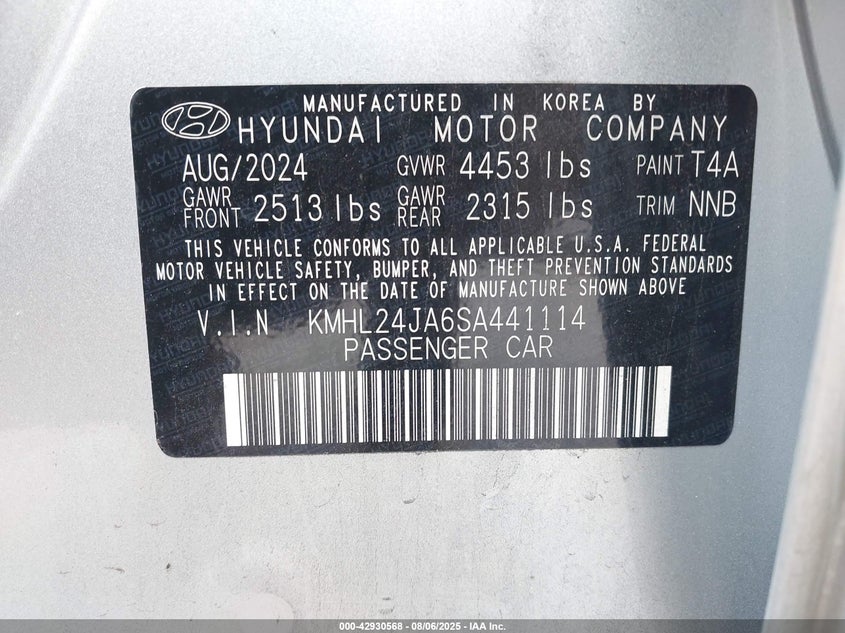 MANUFACTURED IN KOREA BY
HYUNDAI MOTOR COMPANY
AUG/2024 GVWR 4453 lbs PAINT T4A
GAWR FRONT 2513 lbs GAWR REAR 2315 lbs TRIM NNB
THIS VEHICLE CONFORMS TO ALL APPLICABLE U.S.A. FEDERAL
MOTOR VEHICLE SAFETY, BUMPER, AND THEFT PREVENTION STANDARDS
IN EFFECT ON THE DATE OF MANUFACTURE SHOWN ABOVE
V.I.N KMHL24JA6SA441114
PASSENGER CAR
000-42930568 - 08/06/2025 - IAA Inc.